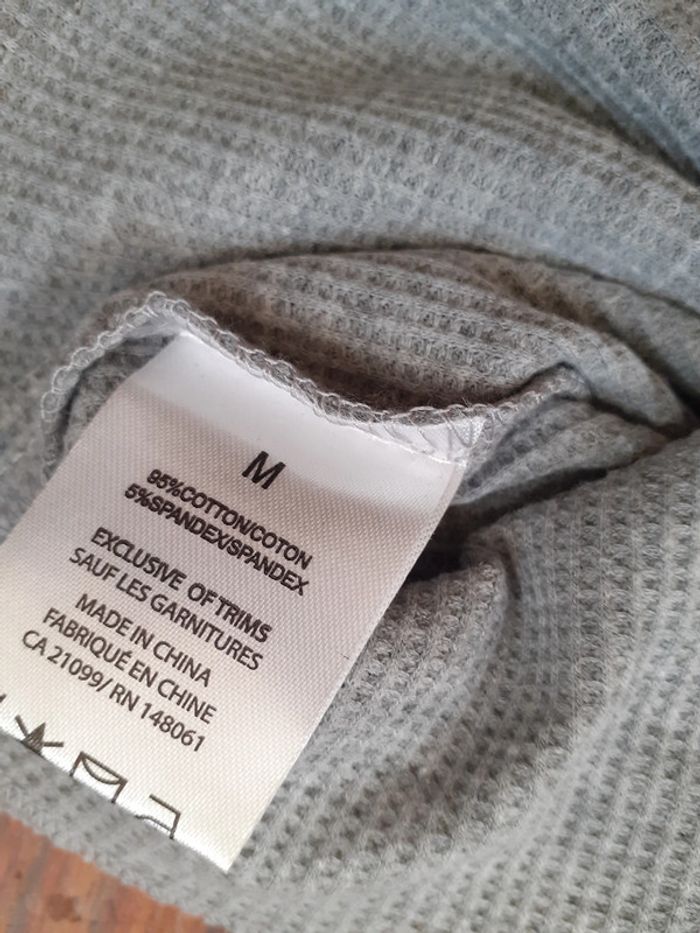 M
95%COTTON/COTON
5%SPANDEX/SPANDEX
EXCLUSIVE OF TRIMS
SAUF LES GARNITURES
MADE IN CHINA
FABRIQUÉ EN CHINE
CA 21099/ RN 148061